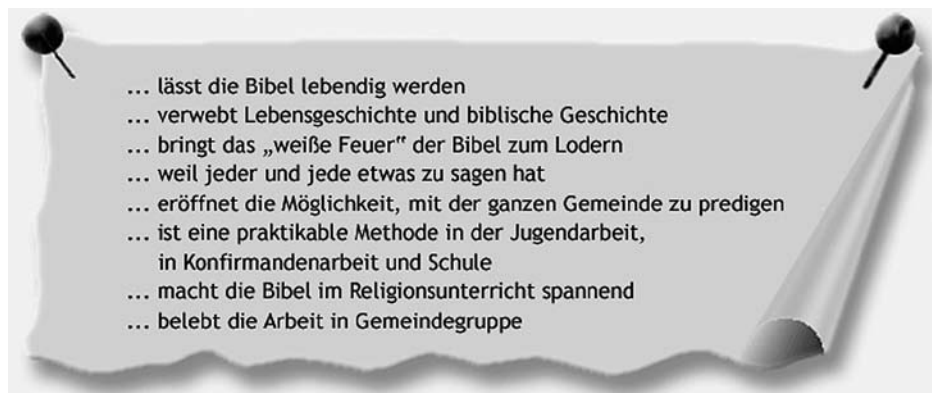 ... lässt die Bibel lebendig werden
... verwebt Lebensgeschichte und biblische Geschichte
... bringt das „weiße Feuer“ der Bibel zum Lodern
... weil jeder und jede etwas zu sagen hat
... eröffnet die Möglichkeit, mit der ganzen Gemeinde zu predigen
... ist eine praktikable Methode in der Jugendarbeit,
in Konfirmandenarbeit und Schule
... macht die Bibel im Religionsunterricht spannend
... belebt die Arbeit in Gemeindegruppe